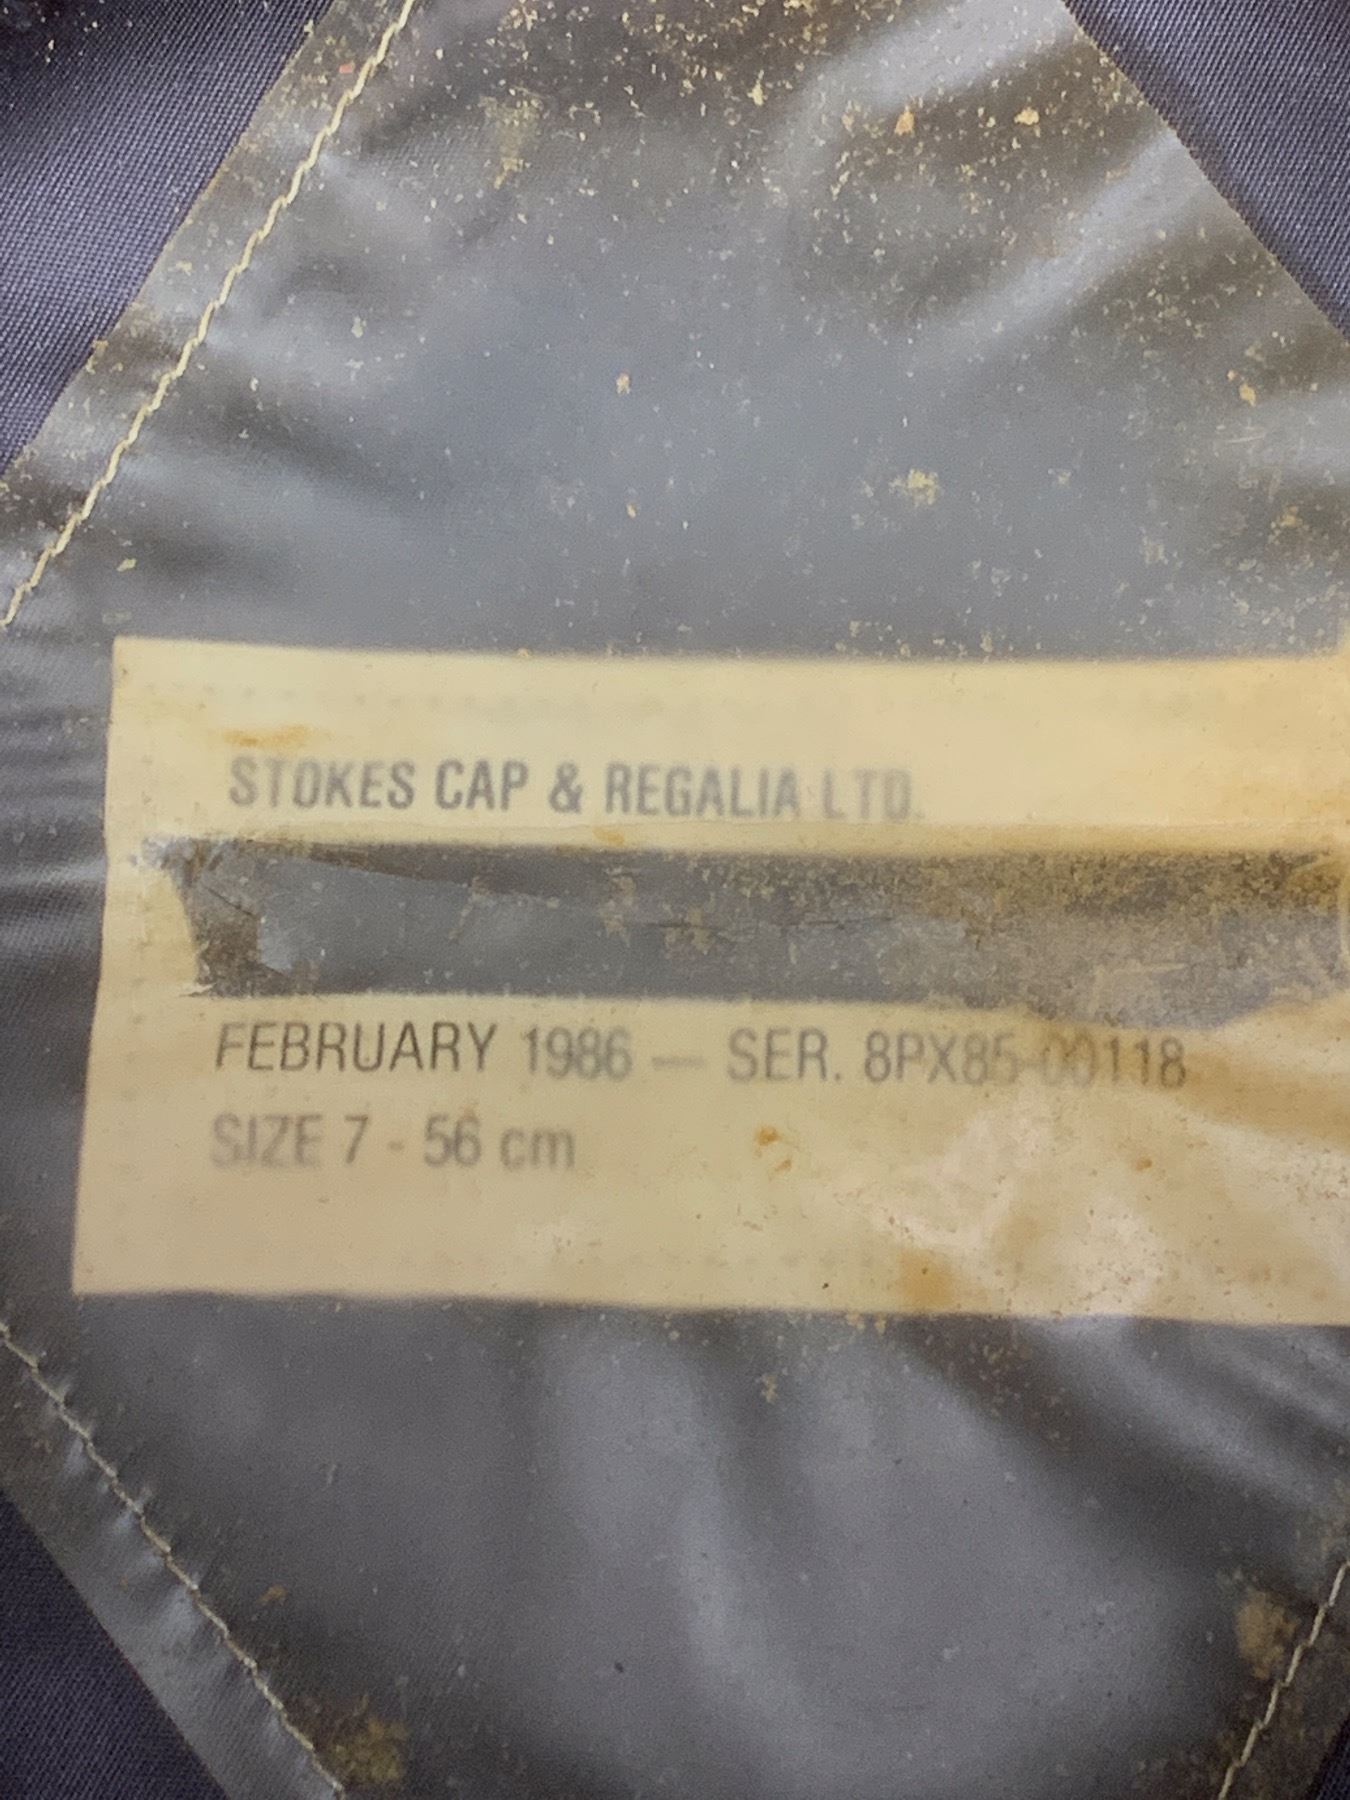 STOKES CAP & REGALIA LTD.
FEBRUARY 1986 — SER. 8PX85-00118
SIZE 7 - 56 cm